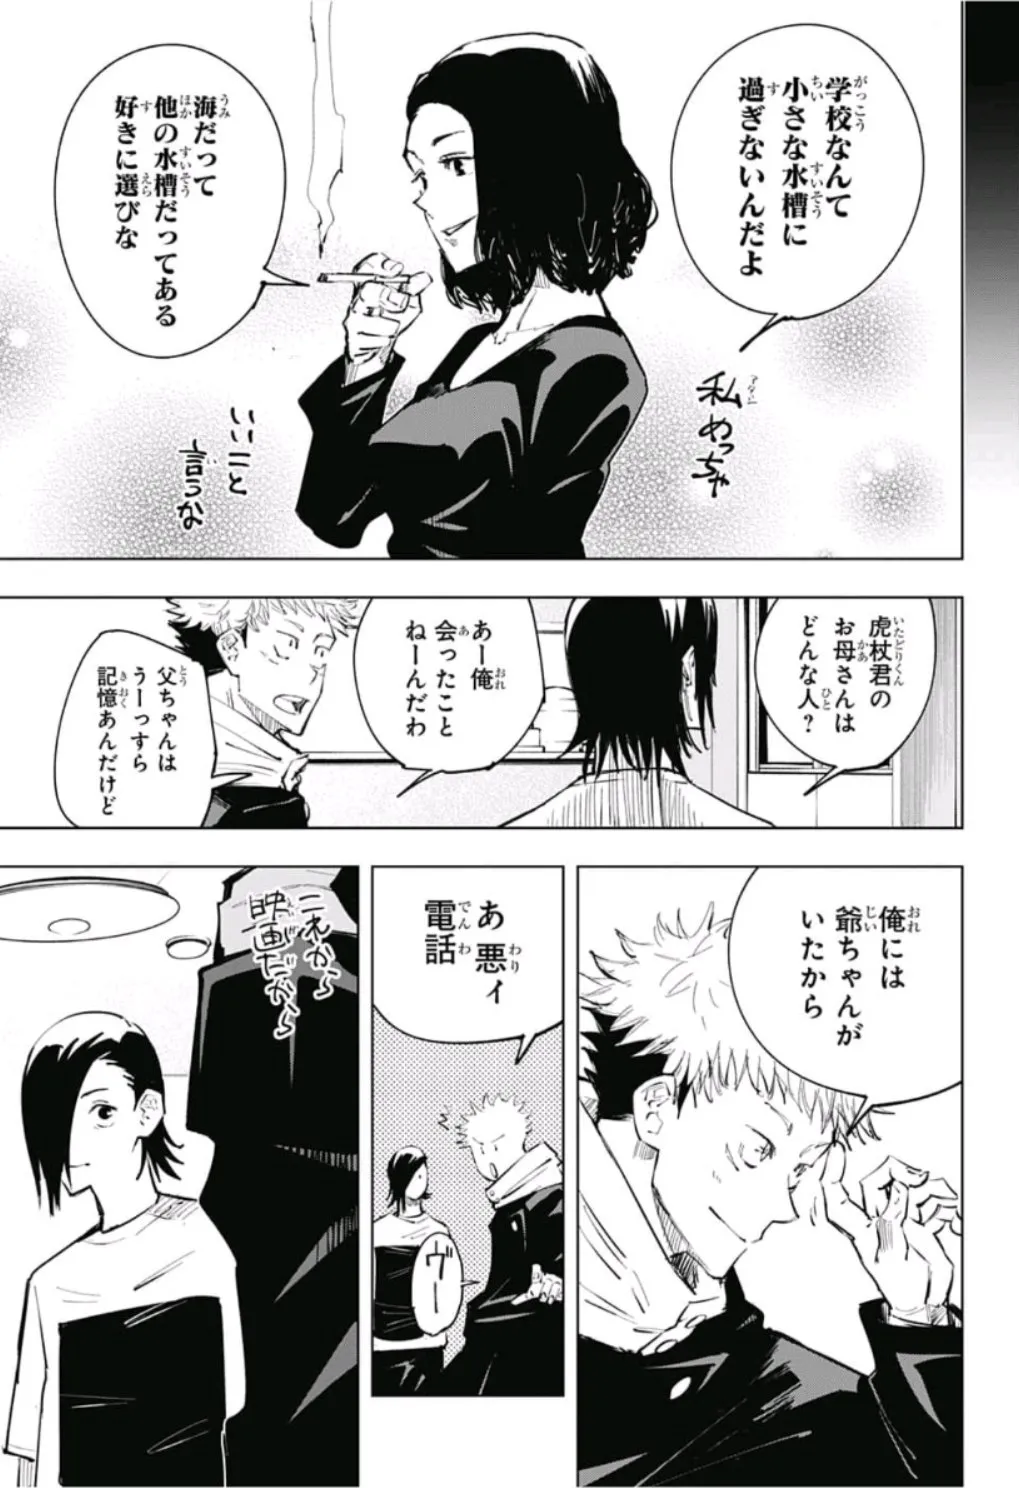 学校なんて
小さな水槽に
過ぎないんだよ
海だって
他の水槽だってある
好きに選びな
私めっちゃ
いいこと
言うな
虎杖君の
お母さんは
どんな人?
あー俺
会ったこと
ねーんだわ
父ちゃんは
うーっすら
記憶あんだけど
俺には
爺ちゃんが
いたから
あ 悪ィ
電話
ヴーー
これから
映画だから